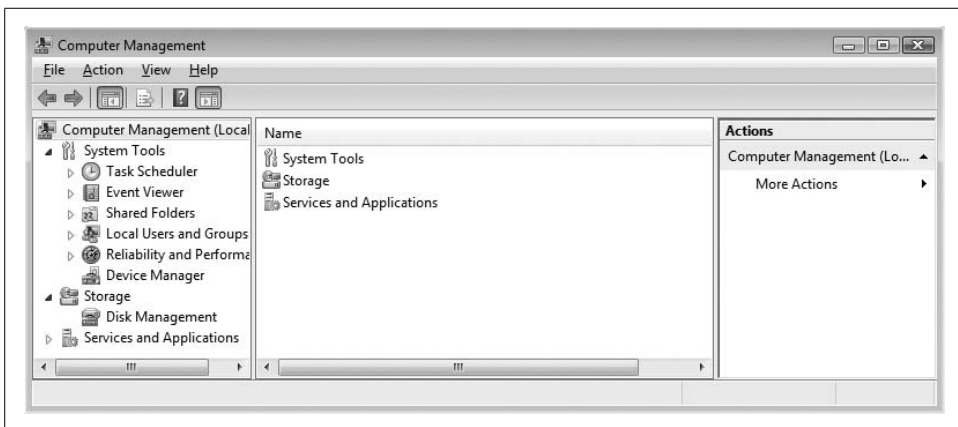 Computer Management
File Action View Help
Computer Management (Local
System Tools
Task Scheduler
Event Viewer
Shared Folders
Local Users and Groups
Reliability and Performa
Device Manager
Storage
Disk Management
Services and Applications
Name
System Tools
Storage
Services and Applications
Actions
Computer Management (Lo...
More Actions